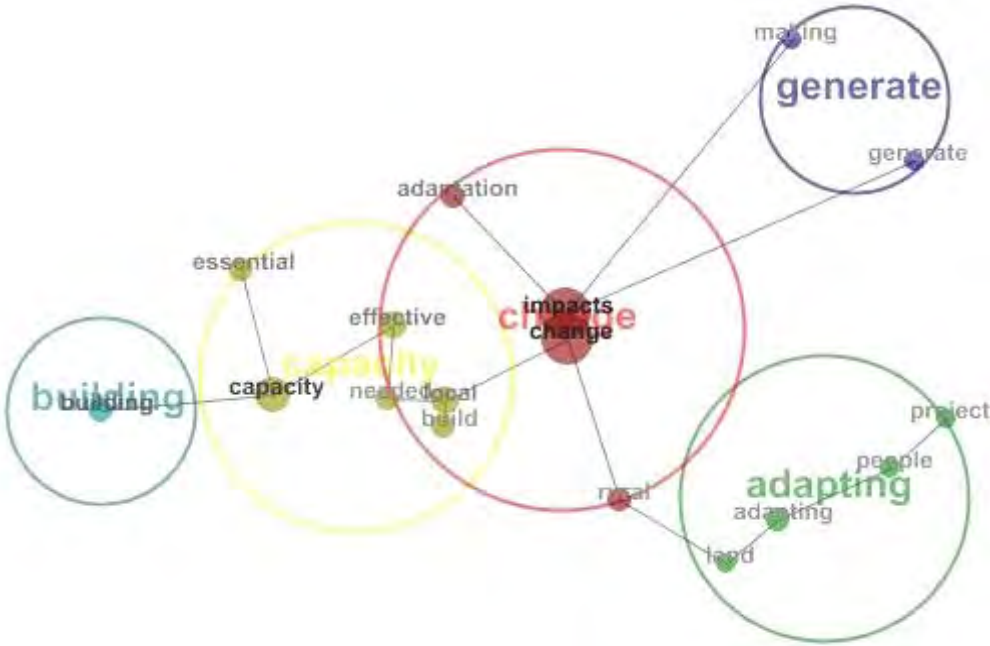 making
generate
generate
adaptation
essential
impacts
change
effective
change
capacity
capacity
building
building
needed
local
build
project
people
adapting
adapting
rural
land